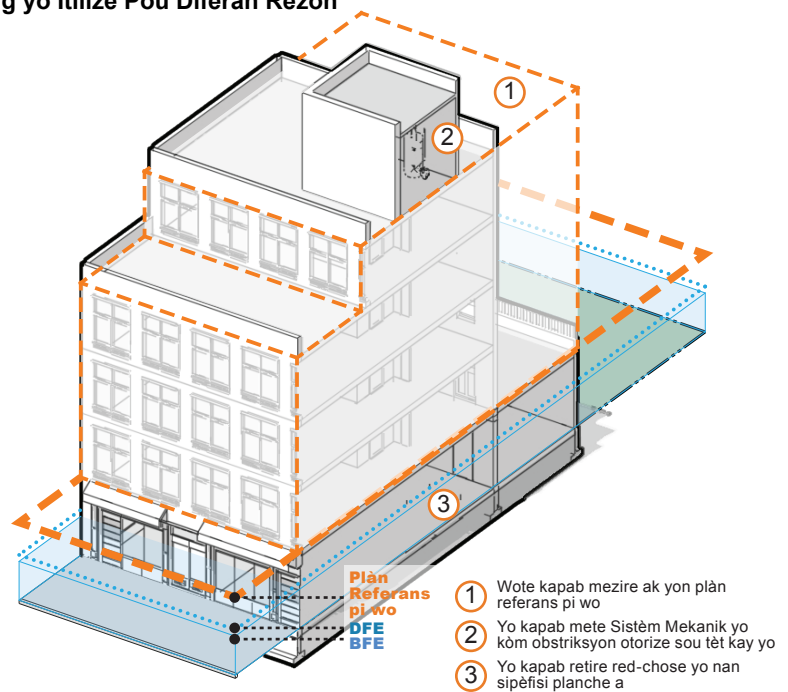 g yo Itilize Pou Diferan Rezon
1
2
3
Plàn
Referans
pi wo
DFE
BFE
1 Wote kapab mezire ak yon plàn
referans pi wo
2 Yo kapab mete Sistèm Mekanik yo
kòm obstriksyon otorize sou tèt kay yo
3 Yo kapab retire red-chose yo nan
sipèfisi planche a